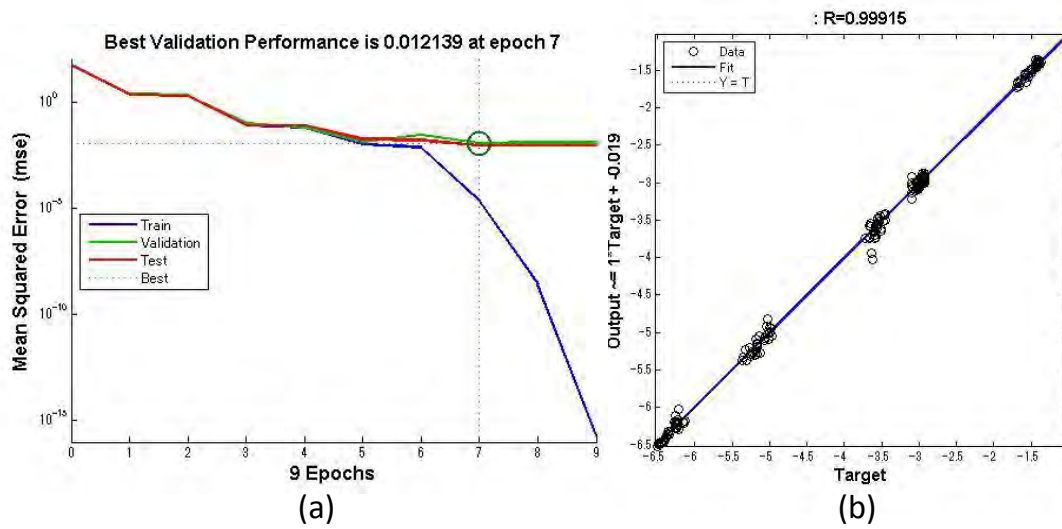 Best Validation Performance is 0.012139 at epoch 7
Mean Squared Error (mse)
10^0
10^-5
10^-10
10^-15
Train
Validation
Test
Best
0 1 2 3 4 5 6 7 8 9
9 Epochs
(a)
: R=0.99915
Output ~= 1*Target + -0.019
Data
Fit
Y = T
-1.5
-2
-2.5
-3
-3.5
-4
-4.5
-5
-5.5
-6
-6.5
-6.5 -6 -5.5 -5 -4.5 -4 -3.5 -3 -2.5 -2 -1.5
Target
(b)